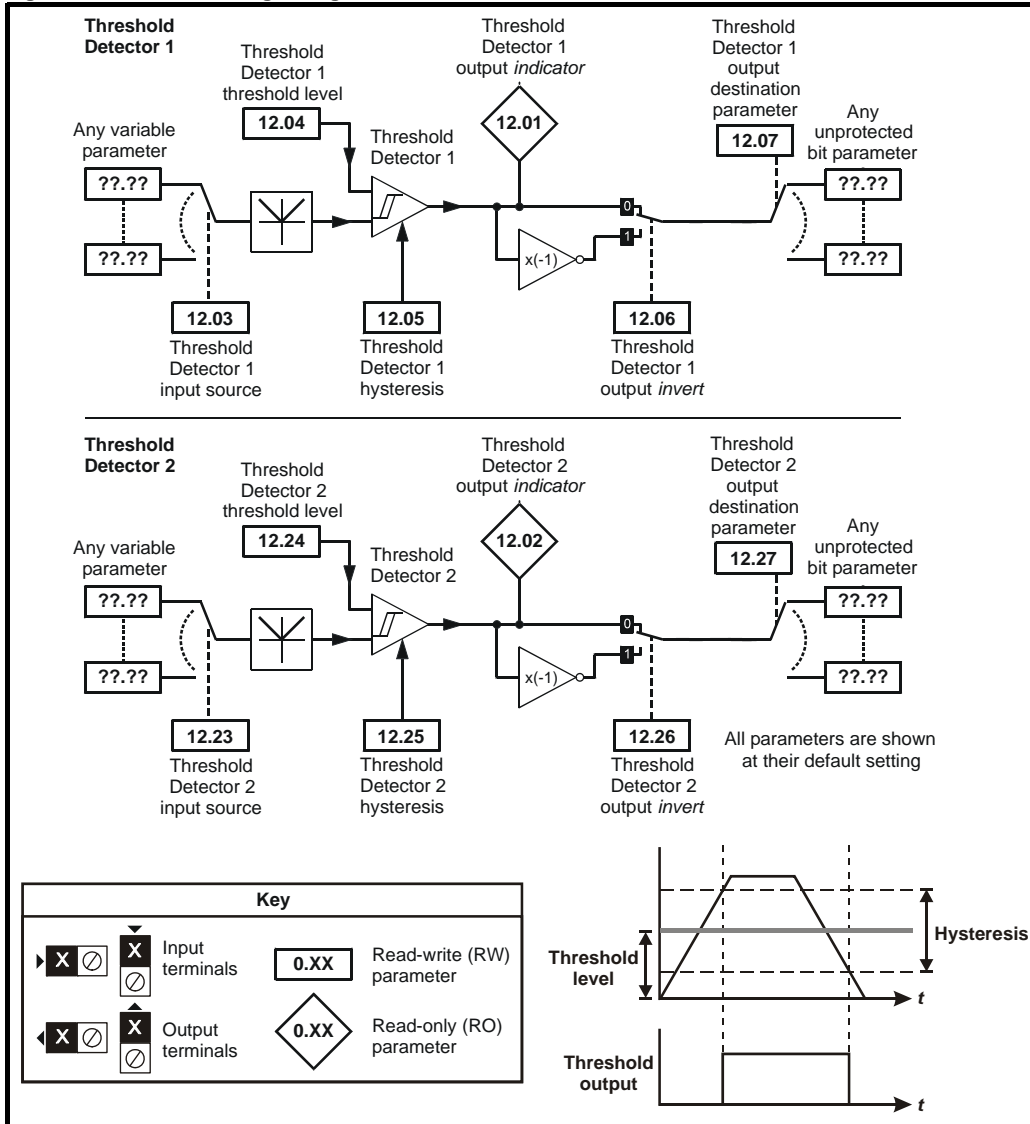 Threshold
Detector 1
Threshold
Detector 1
threshold level
Threshold
Detector 1
output indicator
Threshold
Detector 1
output
destination
parameter
Any variable
parameter
12.04
Threshold
Detector 1
12.01
12.07
Any
unprotected
bit parameter
??.??
??.??
0
1
x(-1)
??.??
??.??
12.03
Threshold
Detector 1
input source
12.05
Threshold
Detector 1
hysteresis
12.06
Threshold
Detector 1
output invert
Threshold
Detector 2
Threshold
Detector 2
threshold level
Threshold
Detector 2
output indicator
Threshold
Detector 2
output
destination
parameter
Any variable
parameter
12.24
Threshold
Detector 2
12.02
12.27
Any
unprotected
bit parameter
??.??
??.??
0
1
x(-1)
??.??
??.??
12.23
Threshold
Detector 2
input source
12.25
Threshold
Detector 2
hysteresis
12.26
Threshold
Detector 2
output invert
All parameters are shown
at their default setting
Key
X
X
Input
terminals
0.XX
Read-write (RW)
parameter
X
X
Output
terminals
0.XX
Read-only (RO)
parameter
Threshold
level
Hysteresis
t
Threshold
output
t